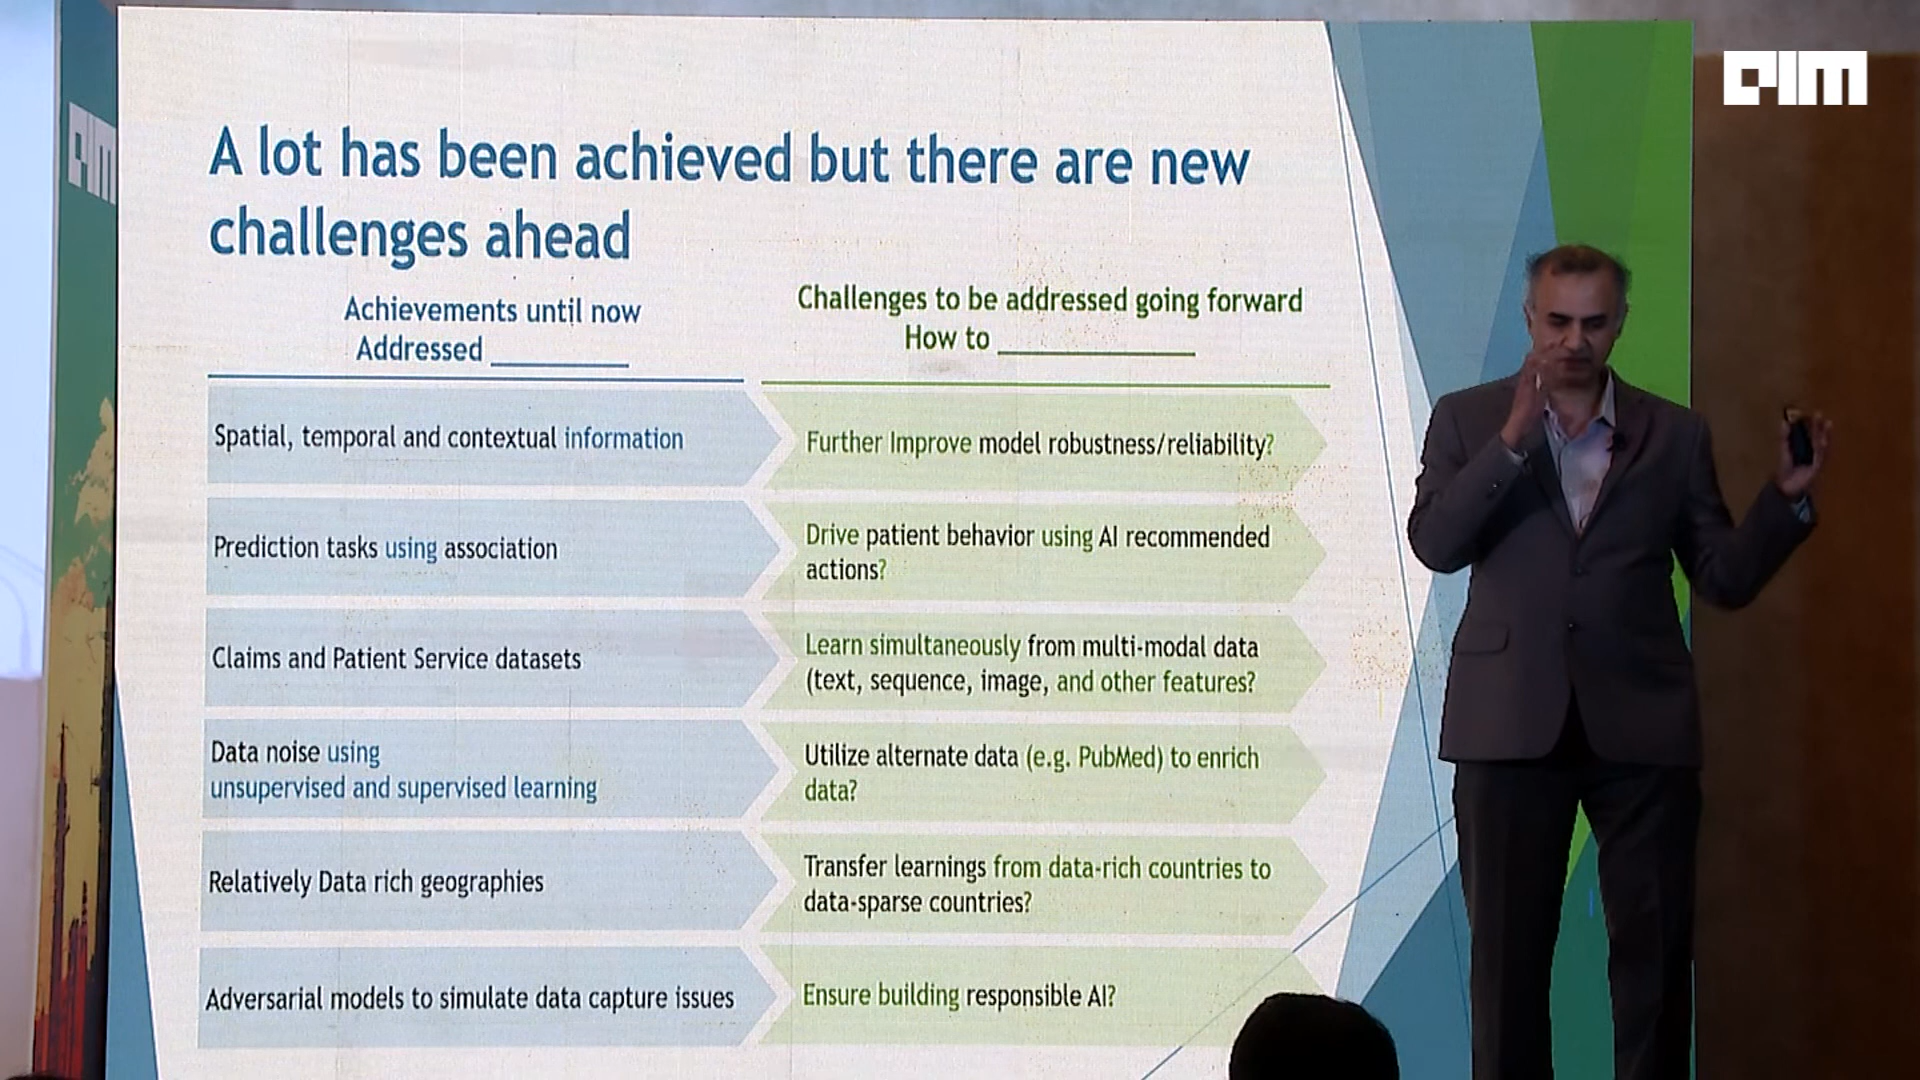 AIM
AIM
A lot has been achieved but there are new
challenges ahead
Achievements until now
Addressed __________
Challenges to be addressed going forward
How to ______________
Spatial, temporal and contextual information
Further Improve model robustness/reliability?
Prediction tasks using association
Drive patient behavior using AI recommended
actions?
Claims and Patient Service datasets
Learn simultaneously from multi-modal data
(text, sequence, image, and other features?
Data noise using
unsupervised and supervised learning
Utilize alternate data (e.g. PubMed) to enrich
data?
Relatively Data rich geographies
Transfer learnings from data-rich countries to
data-sparse countries?
Adversarial models to simulate data capture issues
Ensure building responsible AI?